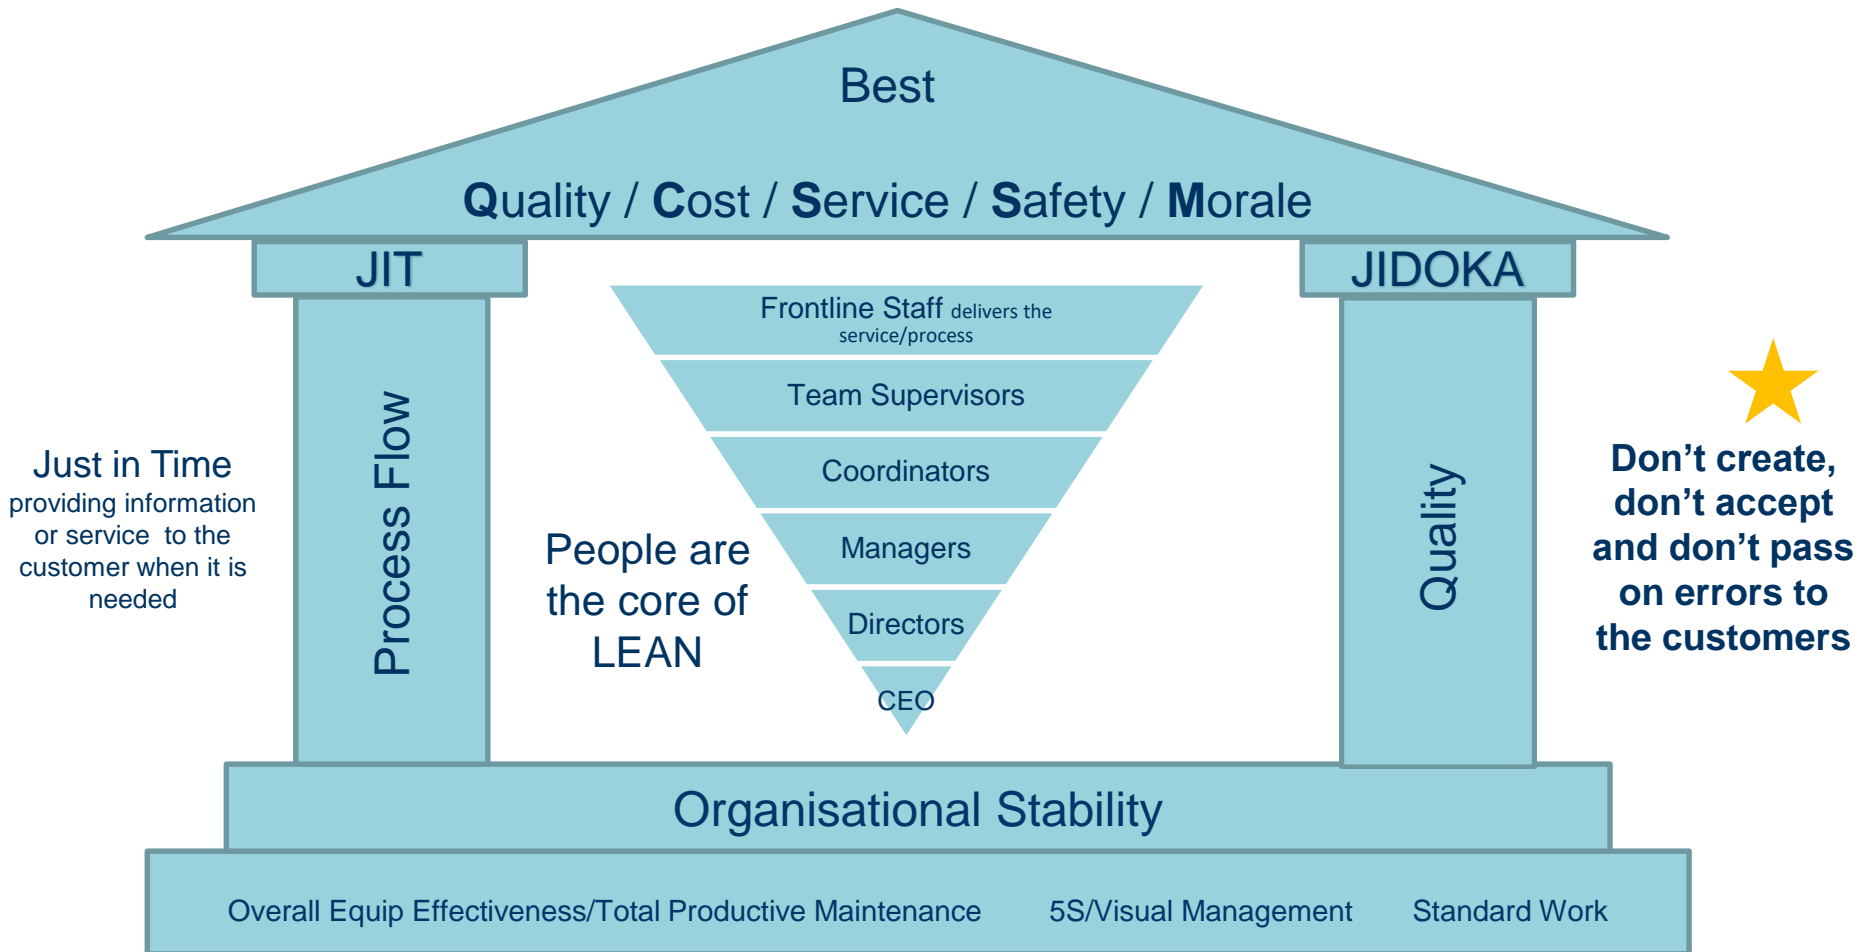 Best
Quality / Cost / Service / Safety / Morale
JIT
JIDOKA
Just in Time
providing information
or service to the
customer when it is
needed
Process Flow
People are
the core of
LEAN
Frontline Staff delivers the
service/process
Team Supervisors
Coordinators
Managers
Directors
CEO
Quality
Don’t create,
don’t accept
and don’t pass
on errors to
the customers
Organisational Stability
Overall Equip Effectiveness/Total Productive Maintenance 5S/Visual Management Standard Work